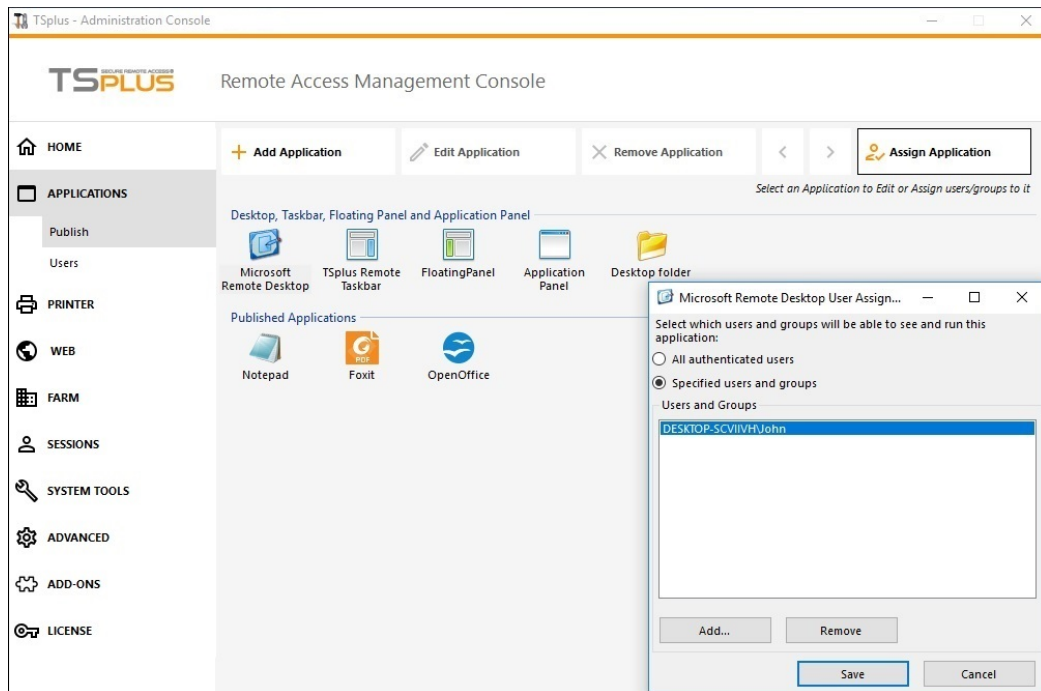 TSplus - Administration Console
TSPLUS
SECURE REMOTE ACCESS®
Remote Access Management Console
HOME
APPLICATIONS
Publish
Users
PRINTER
WEB
FARM
SESSIONS
SYSTEM TOOLS
ADVANCED
ADD-ONS
LICENSE
Add Application
Edit Application
Remove Application
<
>
Assign Application
Select an Application to Edit or Assign users/groups to it
Desktop, Taskbar, Floating Panel and Application Panel
Microsoft
Remote Desktop
TSplus Remote
Taskbar
FloatingPanel
Application
Panel
Desktop folder
Published Applications
Notepad
PDF
Foxit
OpenOffice
Microsoft Remote Desktop User Assign...
Select which users and groups will be able to see and run this
application:
All authenticated users
Specified users and groups
Users and Groups
DESKTOP-SCVIIVH\John
Add...
Remove
Save
Cancel